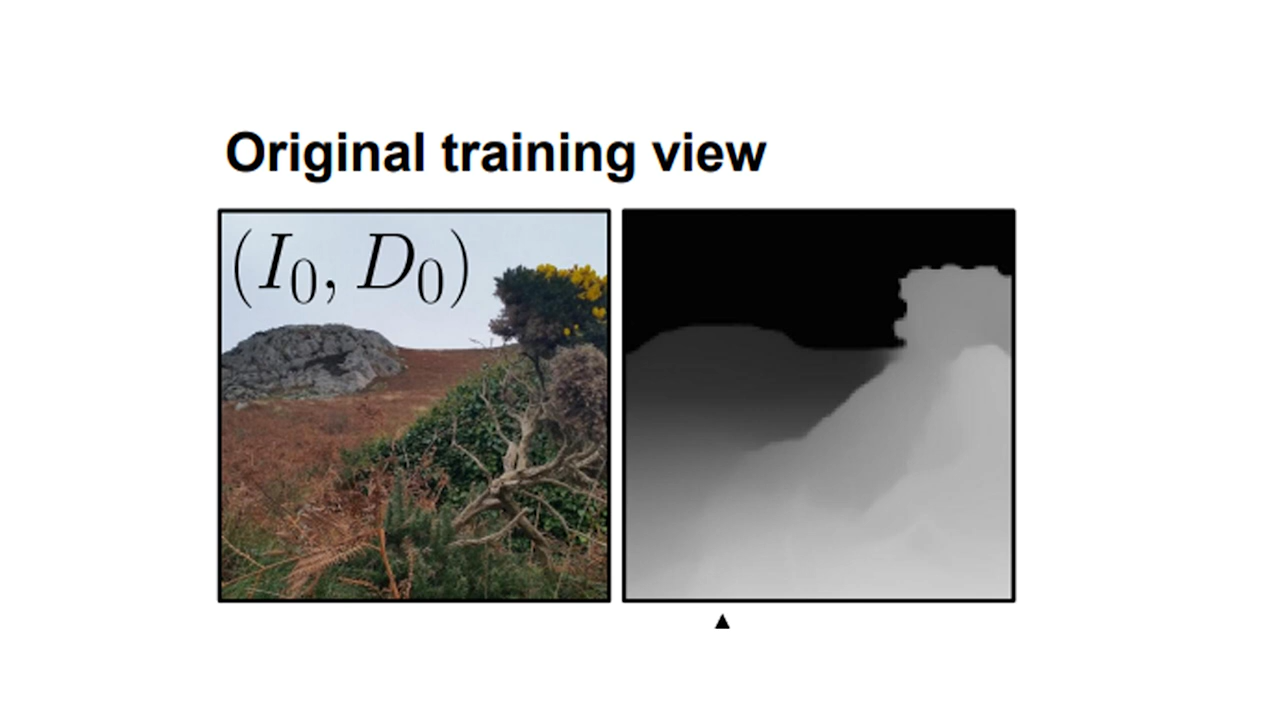 Original training view
(I₀, D₀)